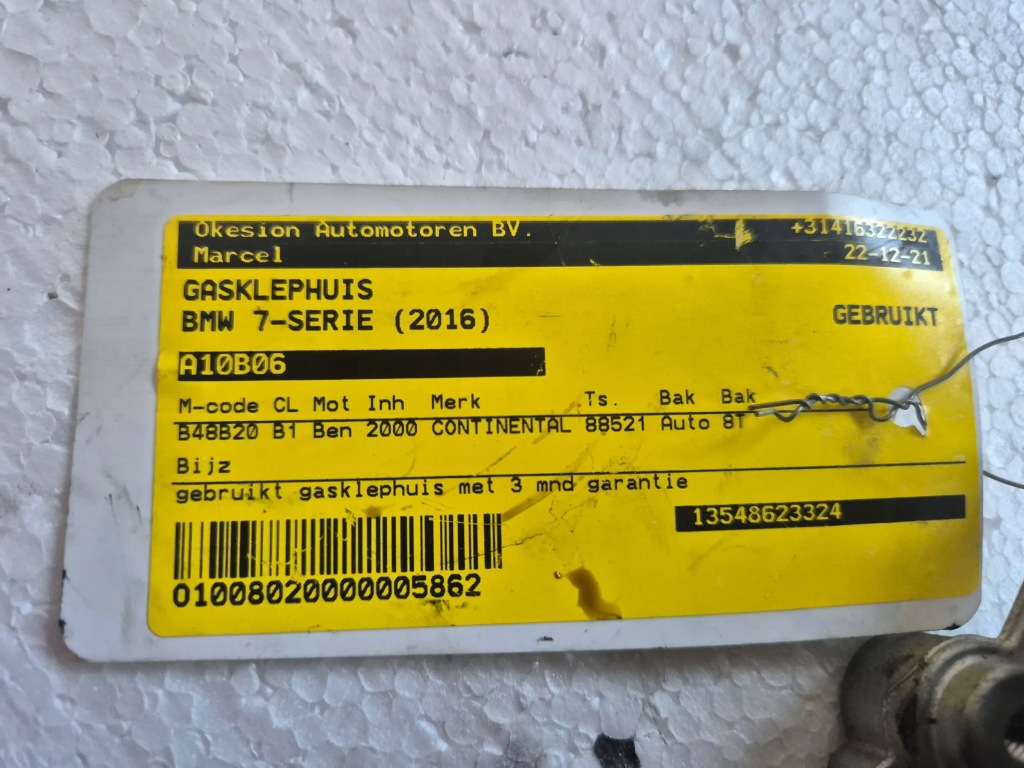 Okesion Automotoren BV. +31416322232
Marcel 22-12-21
GASKLEPHUIS
BMW 7-SERIE (2016) GEBRUIKT
A10B06
M-code CL Mot Inh Merk Ts. Bak Bak
B48B20 B1 Ben 2000 CONTINENTAL 88521 Auto 8T
Bijz
gebruikt gasklephuis met 3 mnd garantie
13548623324
01008020000005862